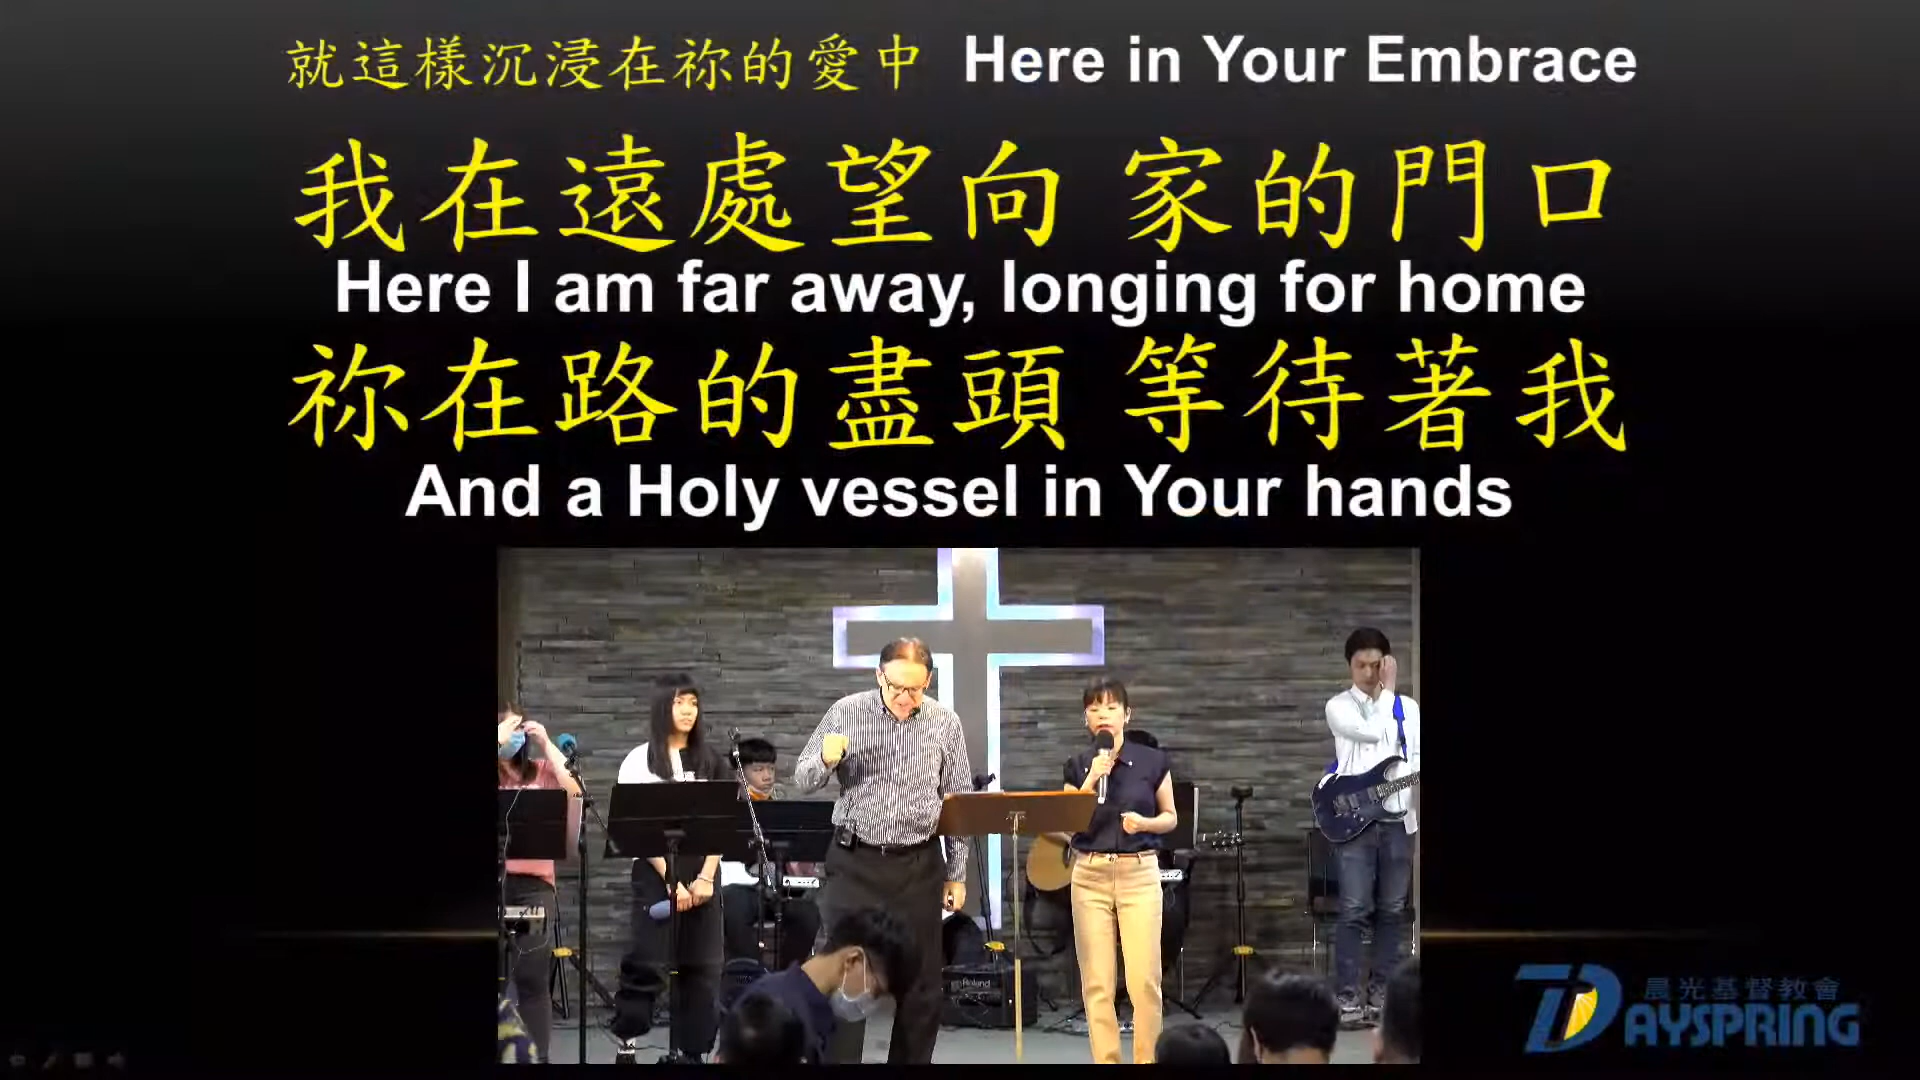 就這樣沉浸在祢的愛中 Here in Your Embrace
我在遠處望向 家的門口
Here I am far away, longing for home
祢在路的盡頭 等待著我
And a Holy vessel in Your hands
Roland
晨光基督教會
DAYSPRING